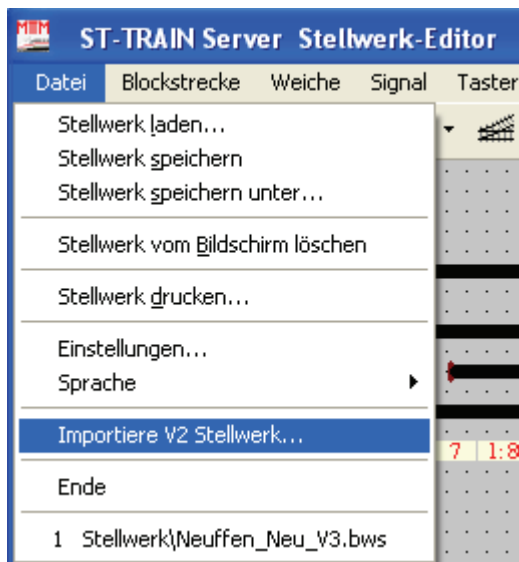 MüM ST-TRAIN Server Stellwerk-Editor
Datei Blockstrecke Weiche Signal Taster
Stellwerk laden...
Stellwerk speichern
Stellwerk speichern unter...
Stellwerk vom Bildschirm löschen
Stellwerk drucken...
Einstellungen...
Sprache
Importiere V2 Stellwerk...
7 1:8
Ende
1 Stellwerk\Neuffen_Neu_V3.bws